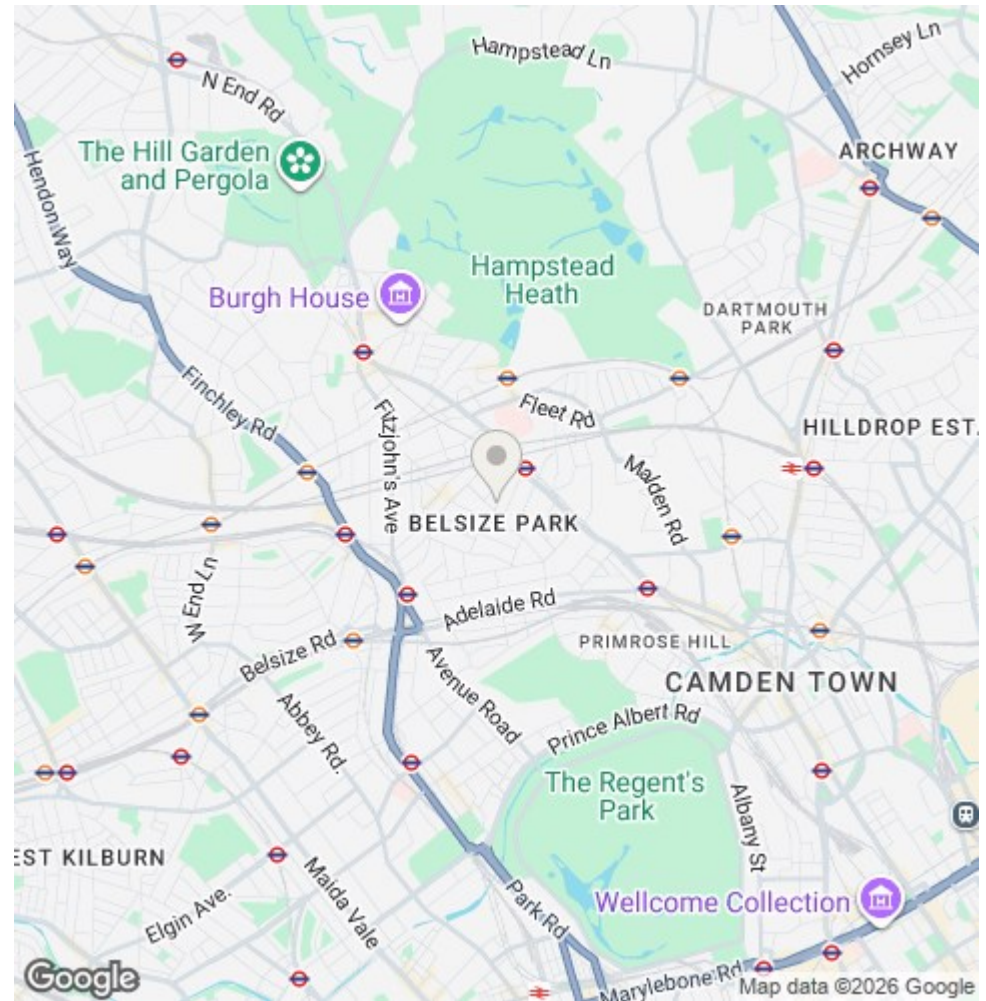 Hampstead Ln
Hornsey Ln
N End Rd
The Hill Garden
and Pergola
ARCHWAY
Hendon Way
Hampstead
Heath
Burgh House
DARTMOUTH
PARK
Finchley Rd
Fitzjohn's Ave
Fleet Rd
HILLDROP EST.
Malden Rd
BELSIZE PARK
W End Ln
Adelaide Rd
Belsize Rd
PRIMROSE HILL
Avenue Road
CAMDEN TOWN
Abbey Rd.
Prince Albert Rd
The Regent's
Park
Albany St
EST KILBURN
Maida Vale
Elgin Ave.
Park Rd
Wellcome Collection
Marylebone Rd
Google
Map data ©2026 Google